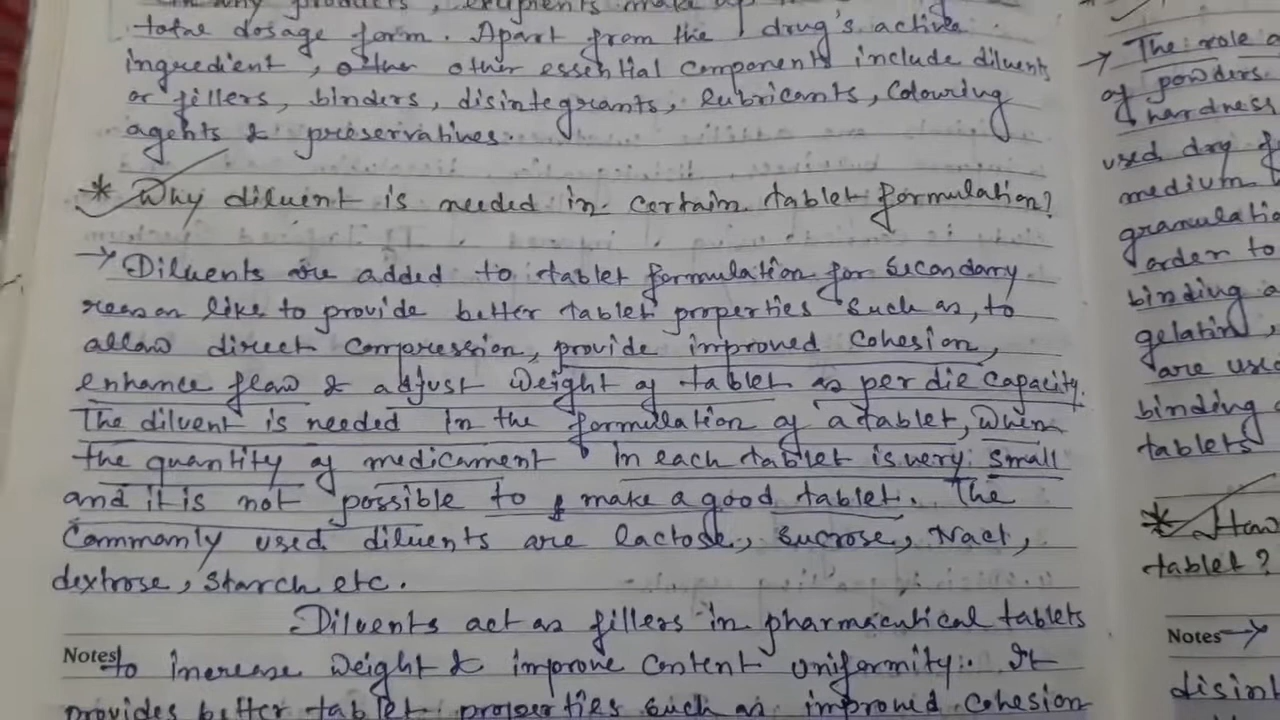 in any products, excipients make up
total dosage form. Apart from the drug's active
ingredient, other other essential components include diluents
or fillers, binders, disintegrants, lubricants, Colouring
agents & preservatives.
* Why diluent is needed in certain tablet formulation?
→ Diluents are added to tablet formulation for secondary
reason like to provide better tablet properties such as, to
allow direct compression, provide improved cohesion,
enhance flow & adjust weight of tablet as per die capacity.
The diluent is needed in the formulation of a tablet, when
the quantity of medicament in each tablet is very small
and it is not possible to make a good tablet. The
Commonly used diluents are lactose, sucrose, Nacl,
dextrose, starch etc.
Diluents act as fillers in pharmaceutical tablets
Notes to increase weight & improve content uniformity. It
provides better tablet properties such as improved cohesion
→ The role
of powders.
hardness
used dry
medium
order to
binding
gelatin,
are used
binding
tablets
* How
tablet?
Notes →